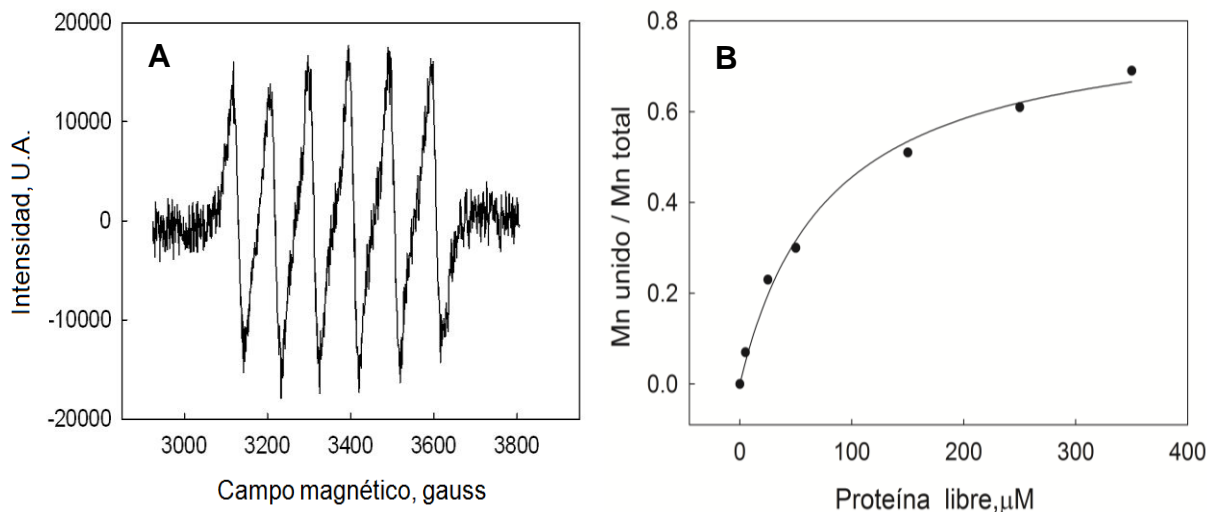 A
20000
10000
0
-10000
-20000
Intensidad, U.A.
3000 3200 3400 3600 3800
Campo magnético, gauss
B
0.8
0.6
0.4
0.2
0.0
Mn unido / Mn total
0 100 200 300 400
Proteína libre,μM